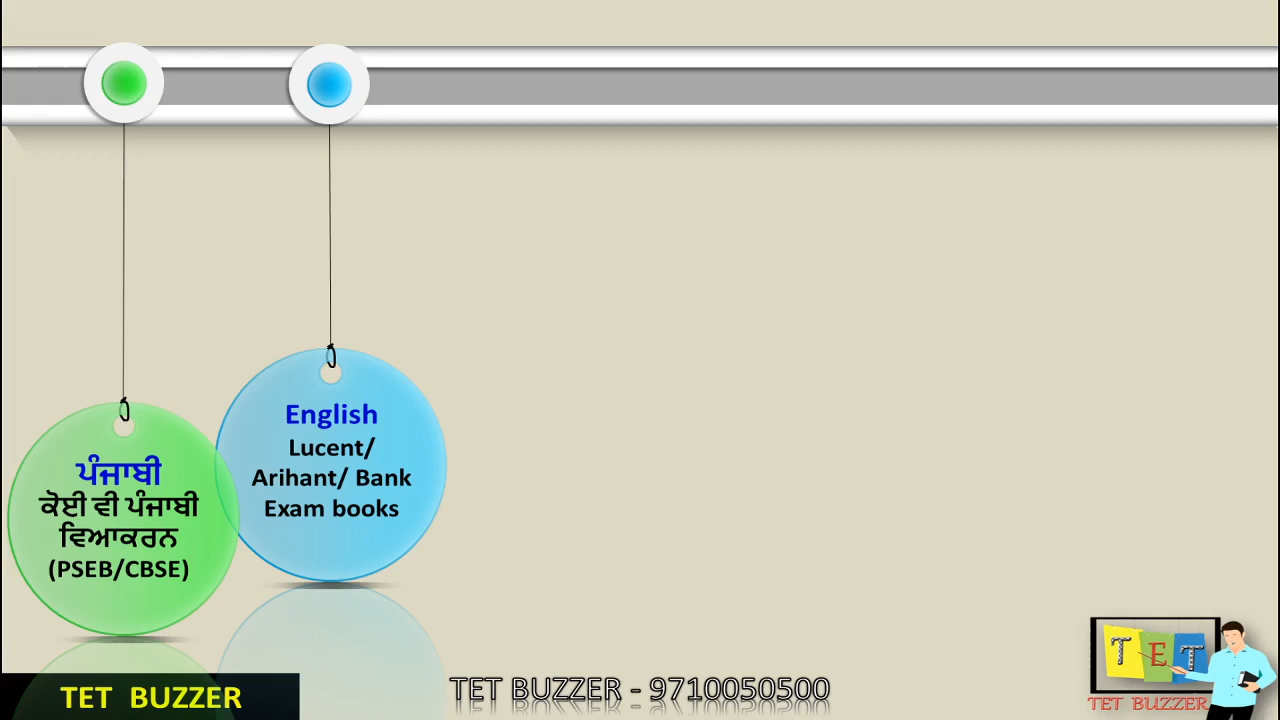 ਪੰਜਾਬੀ
ਕੋਈ ਵੀ ਪੰਜਾਬੀ
ਵਿਆਕਰਨ
(PSEB/CBSE)
English
Lucent/
Arihant/ Bank
Exam books
TET BUZZER
TET BUZZER - 9710050500
TET
TET BUZZER